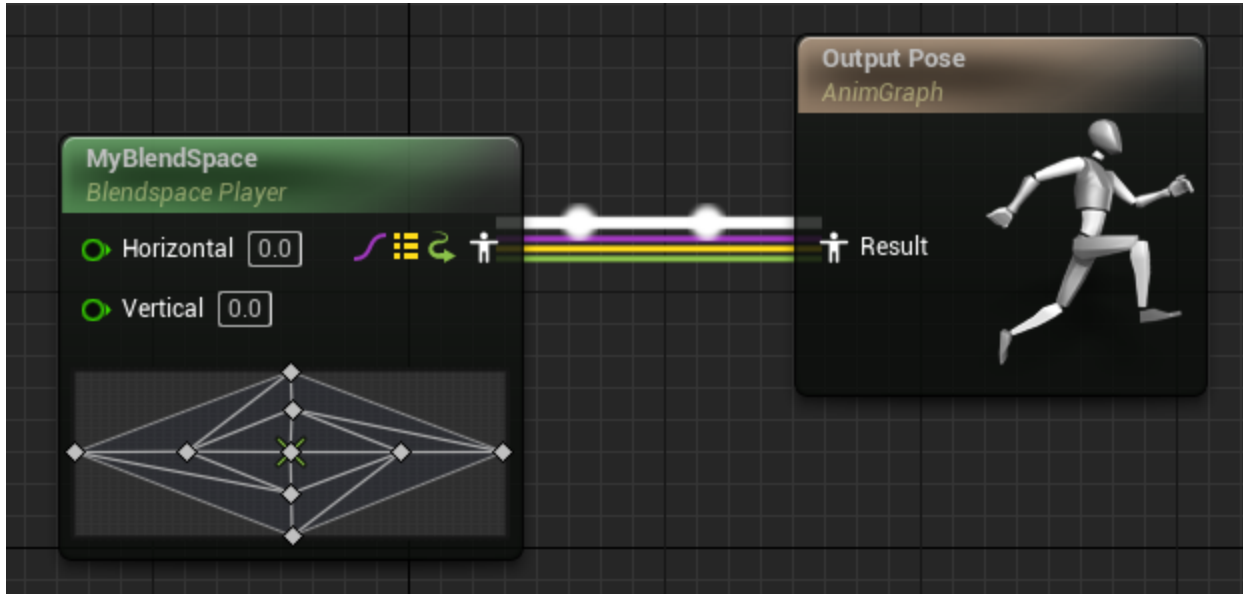 Output Pose
AnimGraph
MyBlendSpace
Blendspace Player
Horizontal 0.0
Result
Vertical 0.0